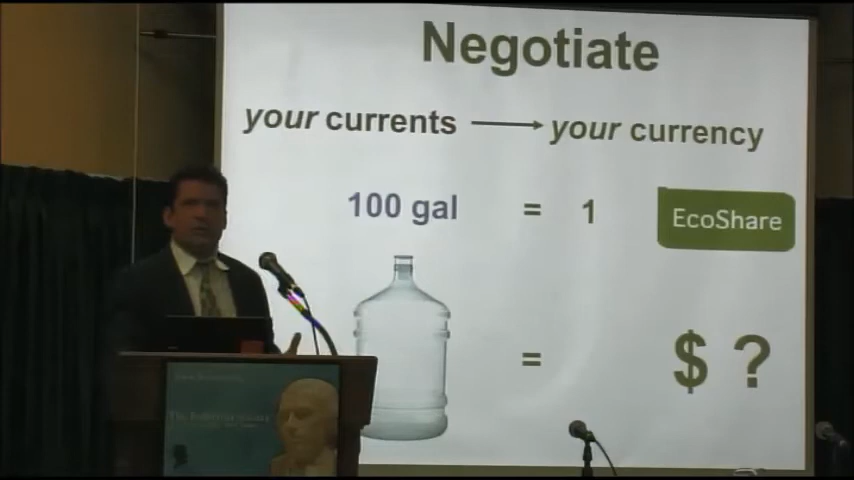 Negotiate
your currents → your currency
100 gal = 1 EcoShare
= $ ?